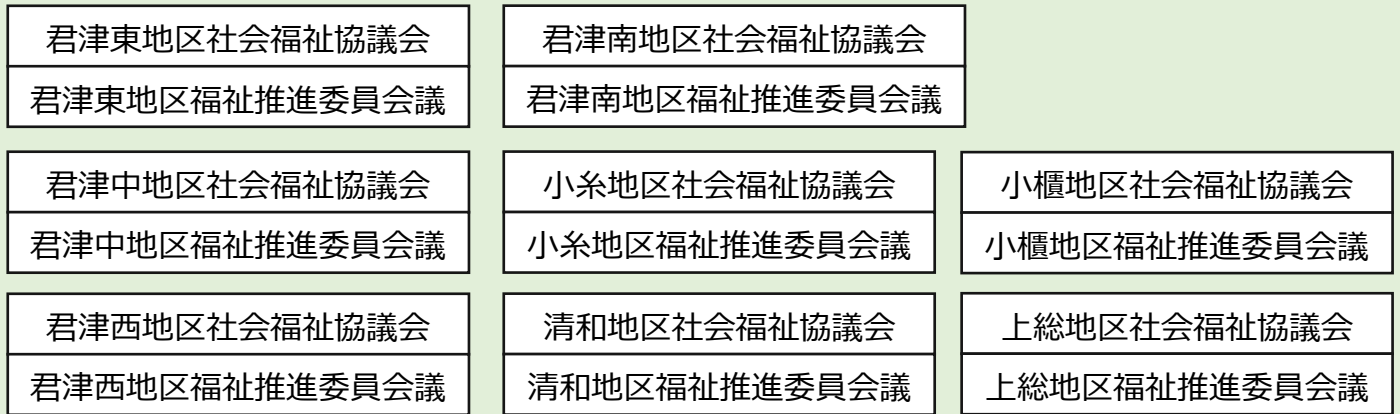 君津東地区社会福祉協議会
君津東地区福祉推進委員会議
君津南地区社会福祉協議会
君津南地区福祉推進委員会議
君津中地区社会福祉協議会
君津中地区福祉推進委員会議
小糸地区社会福祉協議会
小糸地区福祉推進委員会議
小櫃地区社会福祉協議会
小櫃地区福祉推進委員会議
君津西地区社会福祉協議会
君津西地区福祉推進委員会議
清和地区社会福祉協議会
清和地区福祉推進委員会議
上総地区社会福祉協議会
上総地区福祉推進委員会議